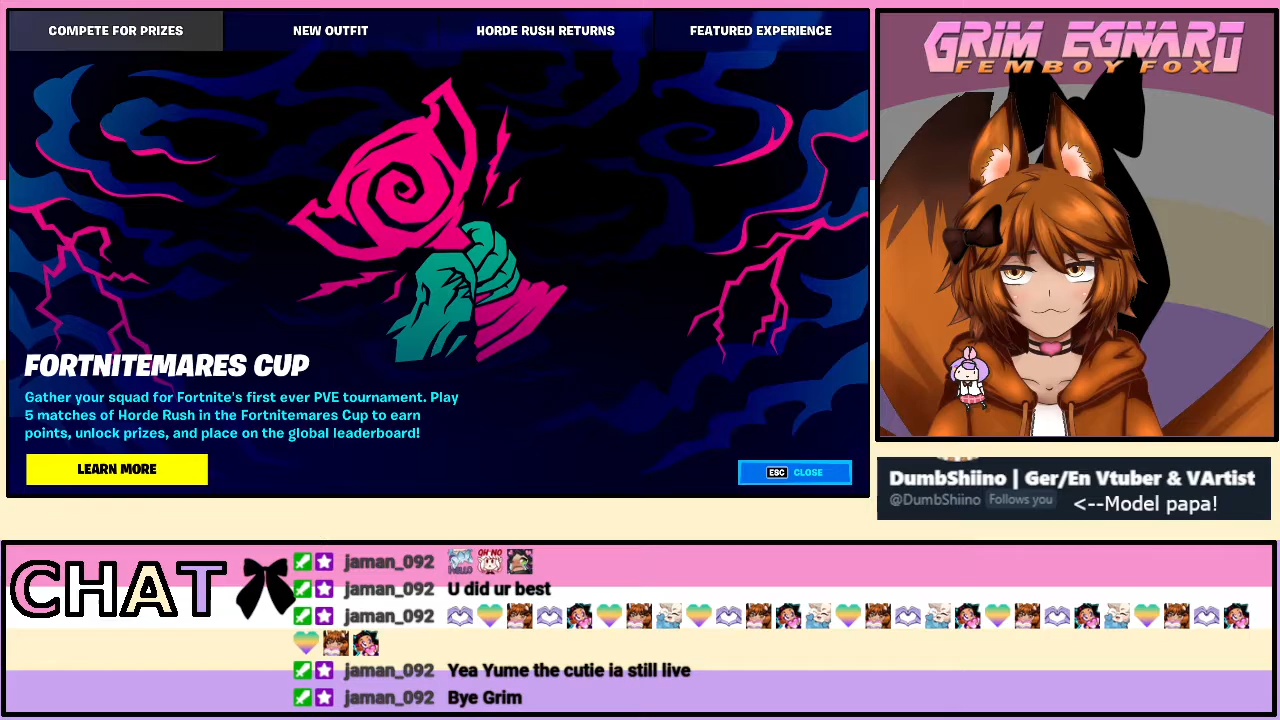 COMPETE FOR PRIZES
NEW OUTFIT
HORDE RUSH RETURNS
FEATURED EXPERIENCE
FORTNITEMARES CUP
Gather your squad for Fortnite's first ever PVE tournament. Play
5 matches of Horde Rush in the Fortnitemares Cup to earn
points, unlock prizes, and place on the global leaderboard!
LEARN MORE
ESC CLOSE
GRIM EGNART
FEMBOY FOX
DumbShiino | Ger/En Vtuber & VArtist
@DumbShiino Follows you <--Model papa!
CHAT
jaman_092 HELLO OH NO
jaman_092 U did ur best
jaman_092
jaman_092 Yea Yume the cutie ia still live
jaman_092 Bye Grim